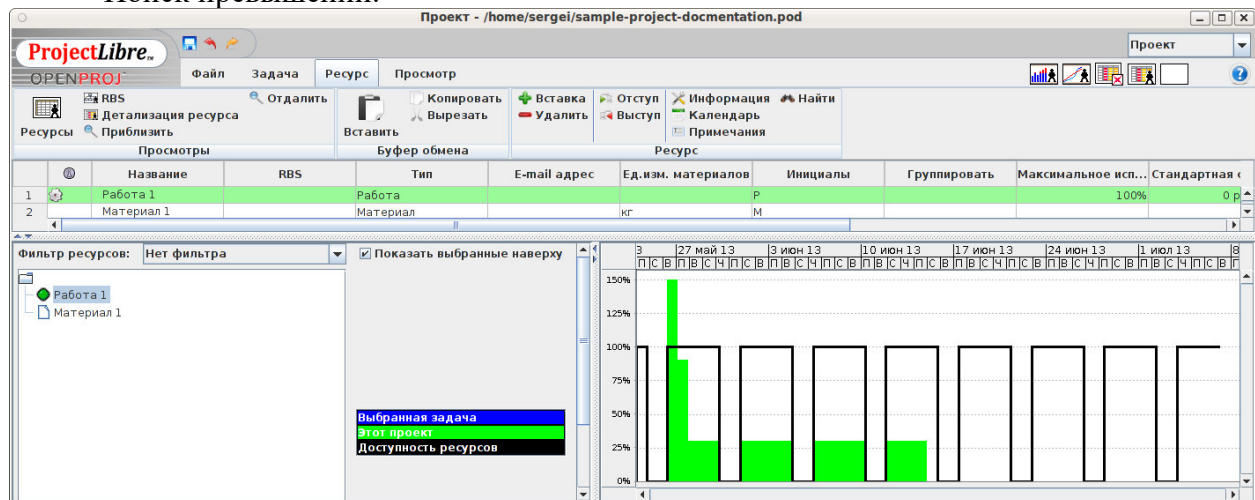 Поиск превышений:
Проект - /home/sergei/sample-project-docmentation.pod
ProjectLibre™
OPENPROJ
Проект
Файл Задача Ресурс Просмотр
RBS Отдалить Копировать Вставка Отступ Информация Найти
Детализация ресурса Вырезать Удалить Выступ Календарь
Ресурсы Приблизить Вставить Примечания
Просмотры Буфер обмена Ресурс
Название RBS Тип E-mail адрес Ед.изм. материалов Инициалы Группировать Максимальное исп... Стандартная с
1 Работа 1 Работа Р 100% 0 р
2 Материал 1 Материал кг М
Фильтр ресурсов: Нет фильтра Показать выбранные наверху
Работа 1
Материал 1
Выбранная задача
Этот проект
Доступность ресурсов
3 27 май 13 3 июн 13 10 июн 13 17 июн 13 24 июн 13 1 июл 13 8
П С В П В С Ч П С В П В С Ч П С В П В С Ч П С В П В С Ч П С В П В С Ч П С В П В С Ч П С В П
150%
125%
100%
75%
50%
25%
0%